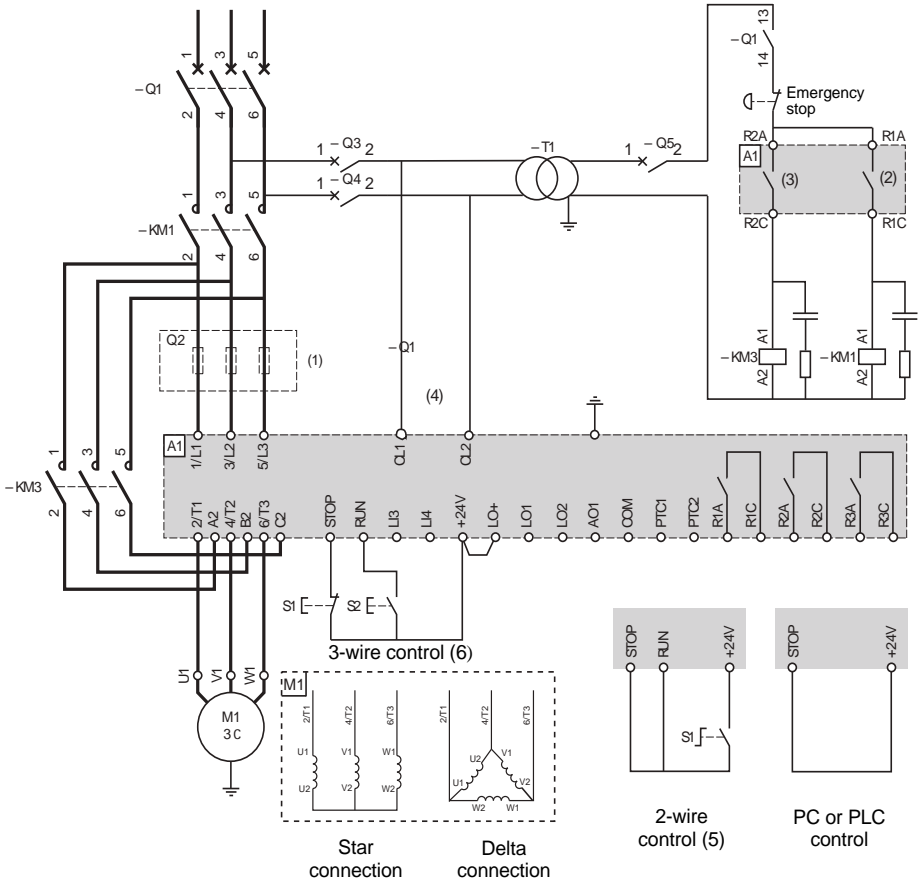 1
3
5
– Q1
2
4
6
13
– Q1
14
Emergency
stop
R2A
R1A
A1
(3)
(2)
R2C
R1C
1
– Q3
2
1
– Q4
2
– T1
1
– Q5
2
1
3
5
– KM1
2
4
6
Q2
(1)
– Q1
(4)
A1
– KM3
A2
A1
– KM1
A2
A1
1/L1
3/L2
5/L3
CL1
CL2
1
3
5
– KM3
2
4
6
2/T1
A2
4/T2
B2
6/T3
C2
STOP
RUN
LI3
LI4
+24V
LO+
LO1
LO2
AO1
COM
PTC1
PTC2
R1A
R1C
R2A
R2C
R3A
R3C
S1
S2
3-wire control (6)
U1
V1
W1
M1
3 C
M1
2/T1
4/T2
6/T3
U1
V1
W1
U2
V2
W2
2/T1
4/T2
6/T3
U2
V1
U1
V2
W2
W1
Star
connection
Delta
connection
STOP
RUN
+24V
S1
2-wire
control (5)
STOP
+24V
PC or PLC
control